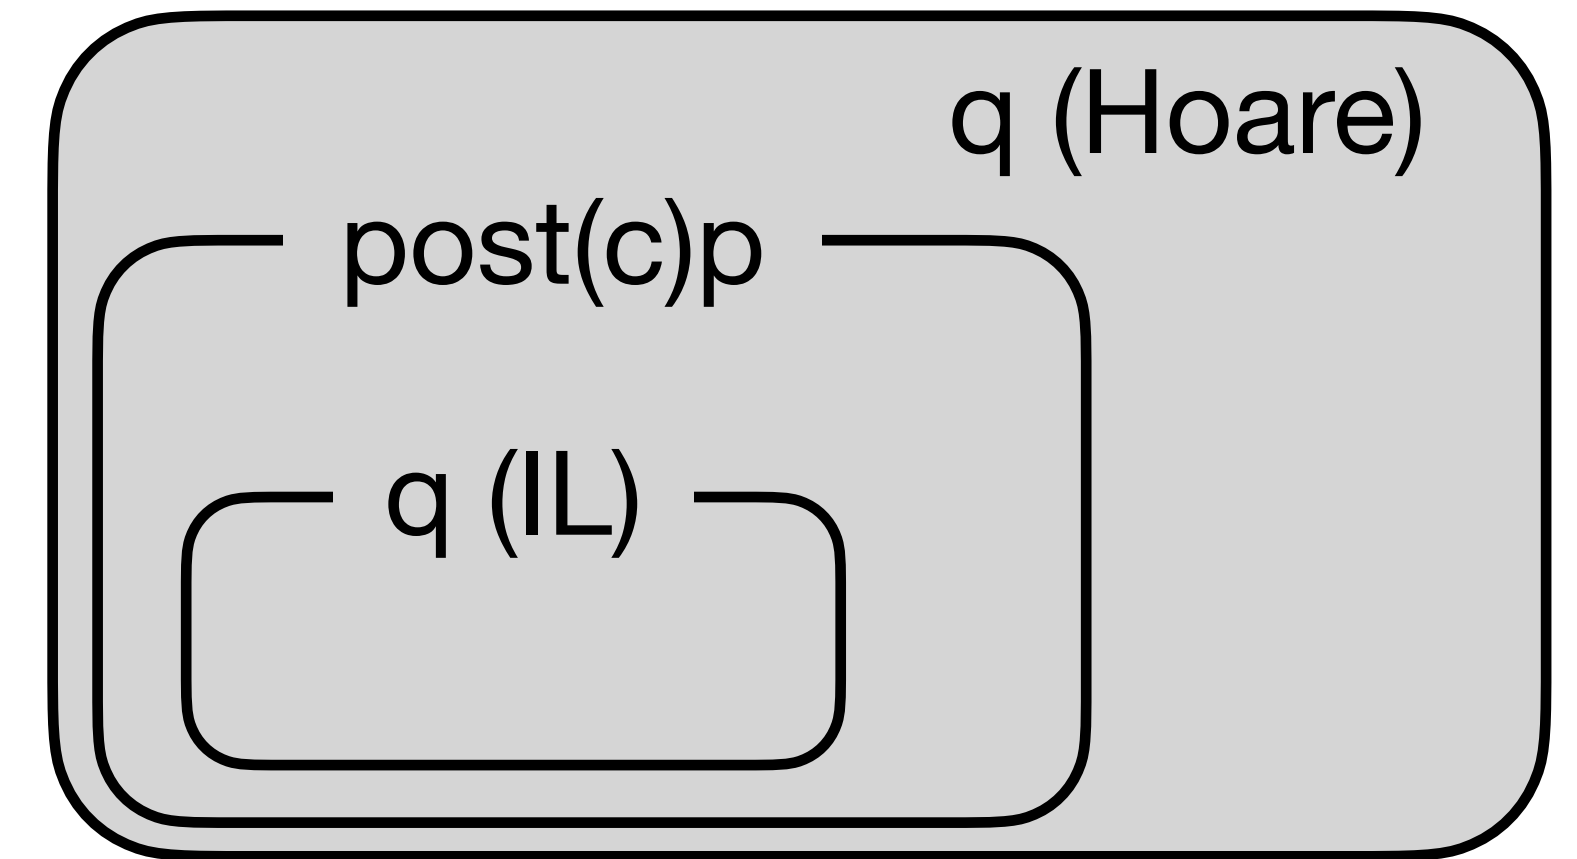 q (Hoare)
post(c)p
q (IL)